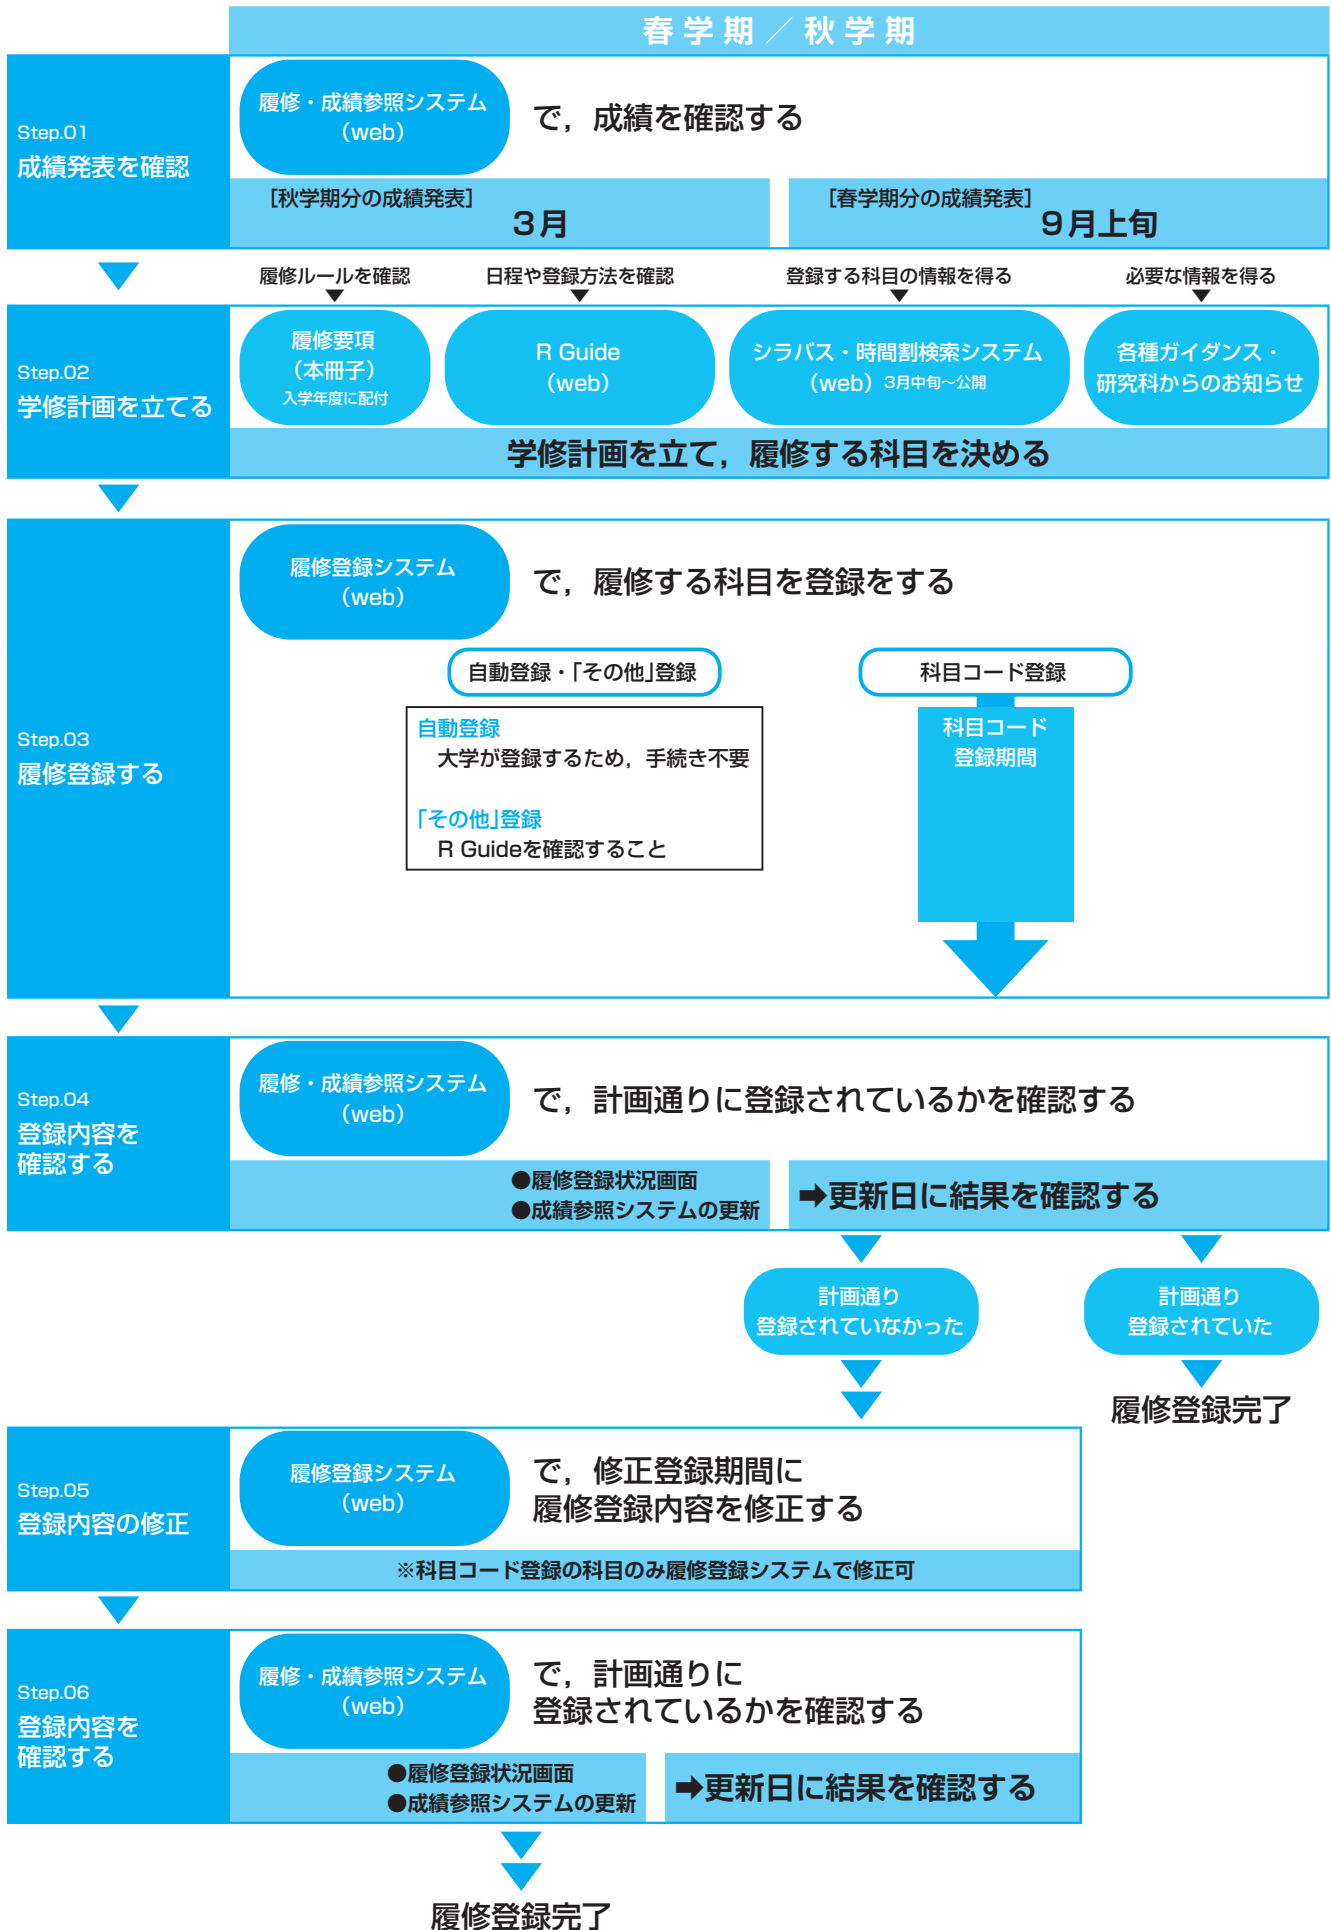 春学期／秋学期
Step.01
成績発表を確認
履修・成績参照システム
（web）
で，成績を確認する
［秋学期分の成績発表］
3月
［春学期分の成績発表］
9月上旬
履修ルールを確認
日程や登録方法を確認
登録する科目の情報を得る
必要な情報を得る
Step.02
学修計画を立てる
履修要項
（本冊子）
入学年度に配付
R Guide
（web）
シラバス・時間割検索システム
（web）3月中旬～公開
各種ガイダンス・
研究科からのお知らせ
学修計画を立て，履修する科目を決める
Step.03
履修登録する
履修登録システム
（web）
で，履修する科目を登録をする
自動登録・「その他」登録
自動登録
大学が登録するため，手続き不要
「その他」登録
R Guideを確認すること
科目コード登録
科目コード
登録期間
Step.04
登録内容を
確認する
履修・成績参照システム
（web）
で，計画通りに登録されているかを確認する
●履修登録状況画面
●成績参照システムの更新
➡更新日に結果を確認する
計画通り
登録されていなかった
計画通り
登録されていた
履修登録完了
Step.05
登録内容の修正
履修登録システム
（web）
で，修正登録期間に
履修登録内容を修正する
※科目コード登録の科目のみ履修登録システムで修正可
Step.06
登録内容を
確認する
履修・成績参照システム
（web）
で，計画通りに
登録されているかを確認する
●履修登録状況画面
●成績参照システムの更新
➡更新日に結果を確認する
履修登録完了